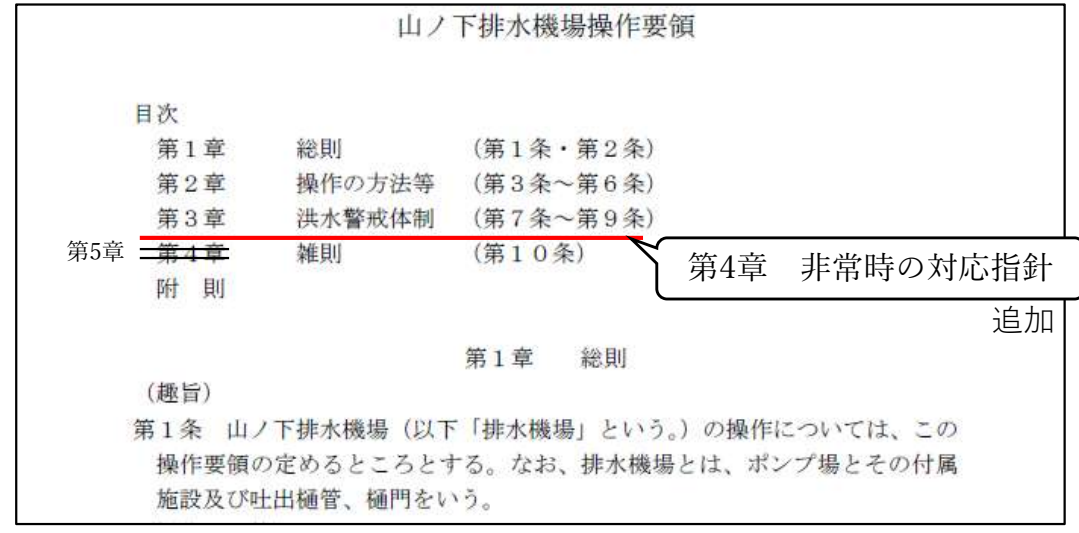 山ノ下排水機場操作要領
目次
第１章 総則 （第１条・第２条）
第２章 操作の方法等 （第３条～第６条）
第３章 洪水警戒体制 （第７条～第９条）
第5章 第４章 雑則 （第１０条）
第4章 非常時の対応指針
追加
附 則
第１章 総則
（趣旨）
第１条 山ノ下排水機場（以下「排水機場」という。）の操作については、この
操作要領の定めるところとする。なお、排水機場とは、ポンプ場とその付属
施設及び吐出樋管、樋門をいう。